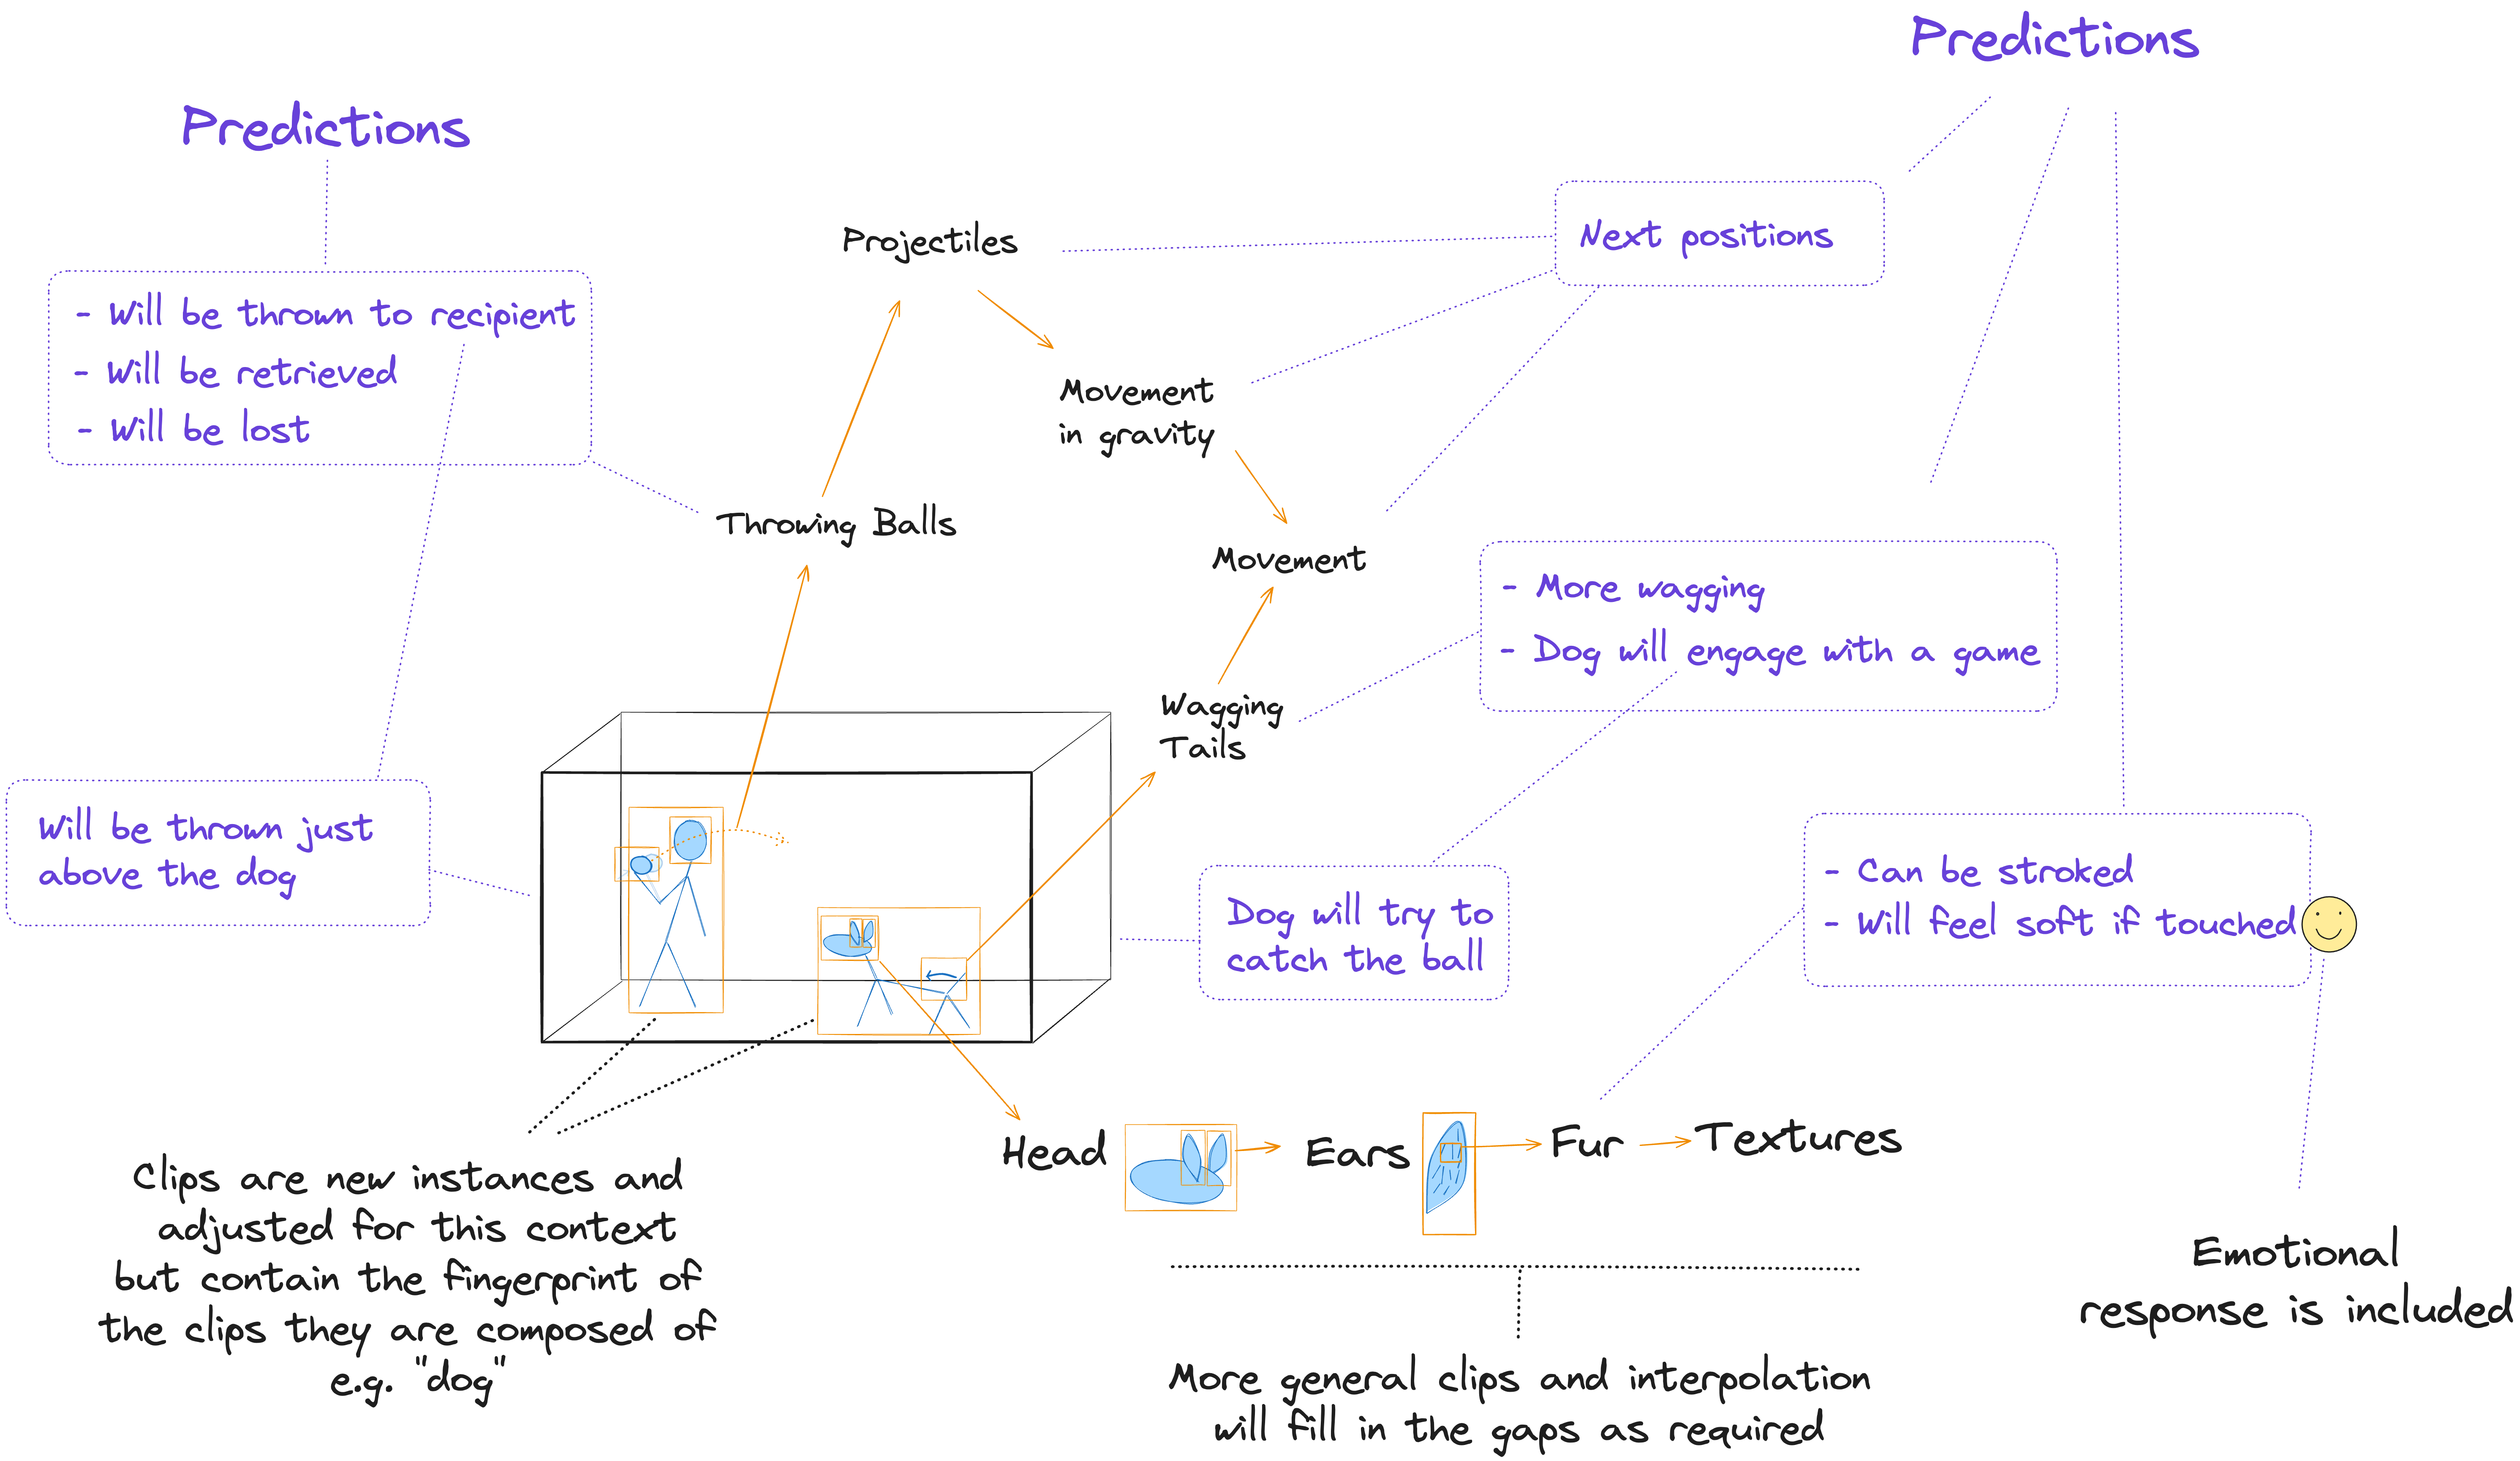 Predictions
Predictions
Projectiles
Next positions
- Will be thrown to recipient
- Will be retrieved
- Will be lost
Movement
in gravity
Throwing Balls
Movement
- More wagging
- Dog will engage with a game
Wagging
Tails
Will be thrown just
above the dog
Dog will try to
catch the ball
- Can be stroked
- Will feel soft if touched
Head
Ears
Fur
Textures
Clips are new instances and
adjusted for this context
but contain the fingerprint of
the clips they are composed of
e.g. "dog"
Emotional
response is included
More general clips and interpolation
will fill in the gaps as required